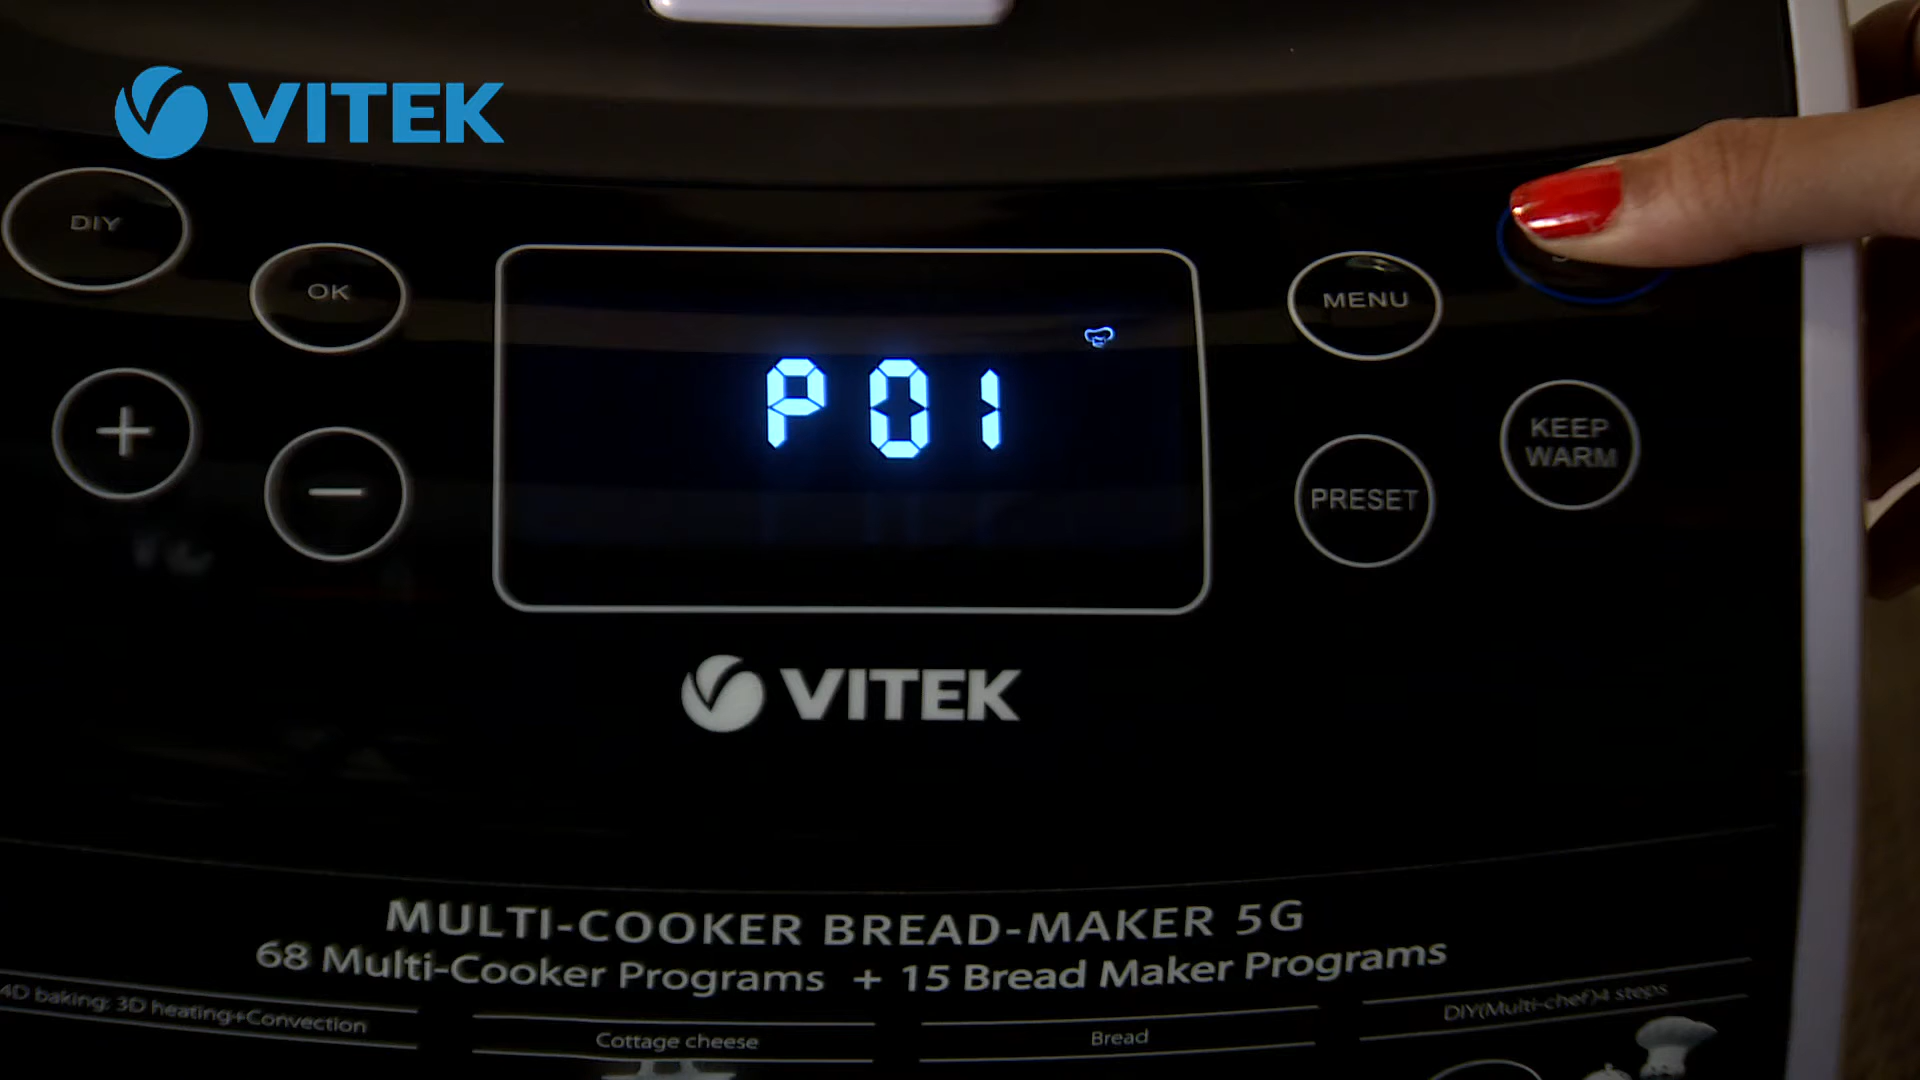 VITEK
DIY
OK
MENU
+
−
P01
KEEP
WARM
PRESET
VITEK
MULTI-COOKER BREAD-MAKER 5G
68 Multi-Cooker Programs + 15 Bread Maker Programs
4D baking: 3D heating+Convection
Cottage cheese
Bread
DIY(Multi-chef)4 steps